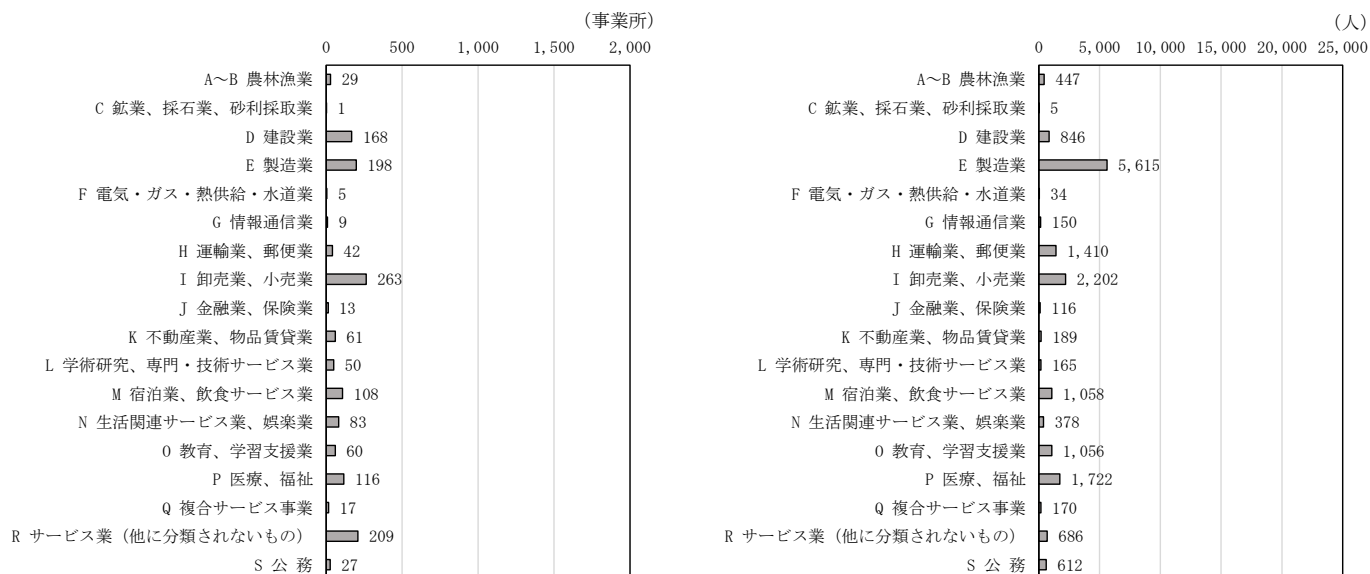 (事業所)
0 500 1,000 1,500 2,000
A～B 農林漁業 29
C 鉱業、採石業、砂利採取業 1
D 建設業 168
E 製造業 198
F 電気・ガス・熱供給・水道業 5
G 情報通信業 9
H 運輸業、郵便業 42
I 卸売業、小売業 263
J 金融業、保険業 13
K 不動産業、物品賃貸業 61
L 学術研究、専門・技術サービス業 50
M 宿泊業、飲食サービス業 108
N 生活関連サービス業、娯楽業 83
O 教育、学習支援業 60
P 医療、福祉 116
Q 複合サービス事業 17
R サービス業（他に分類されないもの） 209
S 公 務 27
(人)
0 5,000 10,000 15,000 20,000 25,000
A～B 農林漁業 447
C 鉱業、採石業、砂利採取業 5
D 建設業 846
E 製造業 5,615
F 電気・ガス・熱供給・水道業 34
G 情報通信業 150
H 運輸業、郵便業 1,410
I 卸売業、小売業 2,202
J 金融業、保険業 116
K 不動産業、物品賃貸業 189
L 学術研究、専門・技術サービス業 165
M 宿泊業、飲食サービス業 1,058
N 生活関連サービス業、娯楽業 378
O 教育、学習支援業 1,056
P 医療、福祉 1,722
Q 複合サービス事業 170
R サービス業（他に分類されないもの） 686
S 公 務 612